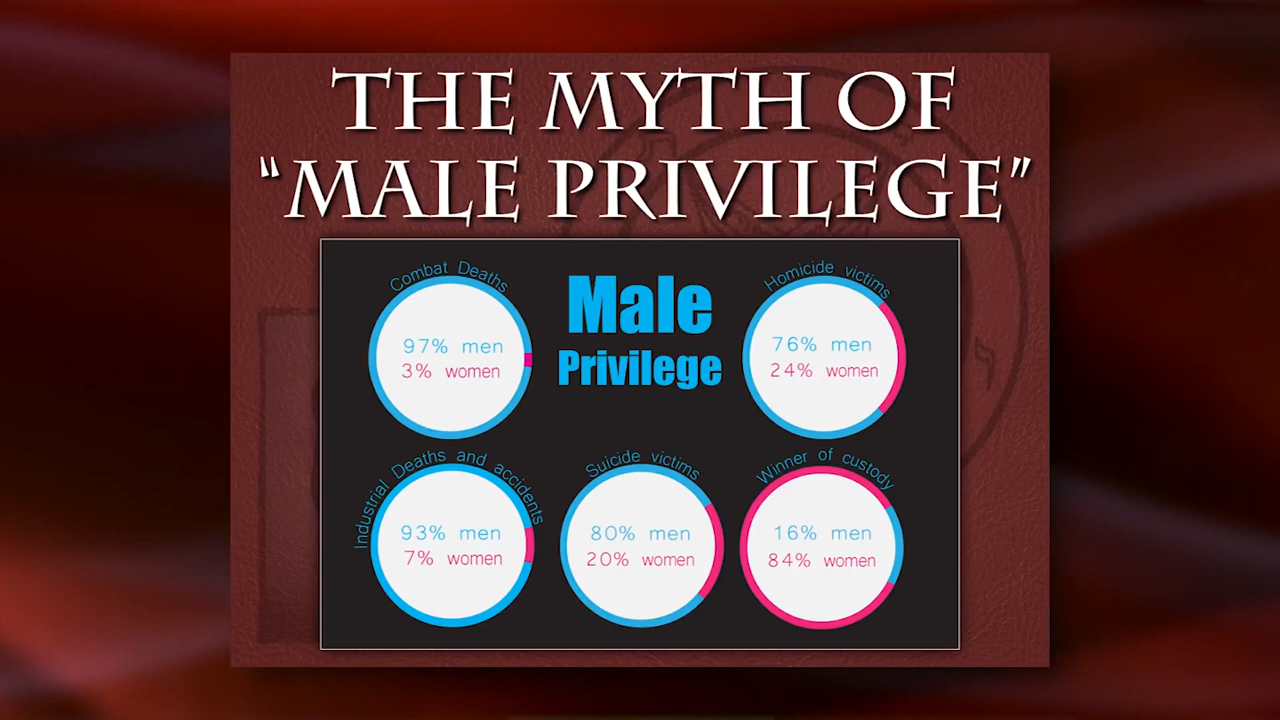 THE MYTH OF
“MALE PRIVILEGE”
Combat Deaths
97% men
3% women
Male
Privilege
Homicide victims
76% men
24% women
Industrial Deaths and accidents
93% men
7% women
Suicide victims
80% men
20% women
Winner of custody
16% men
84% women